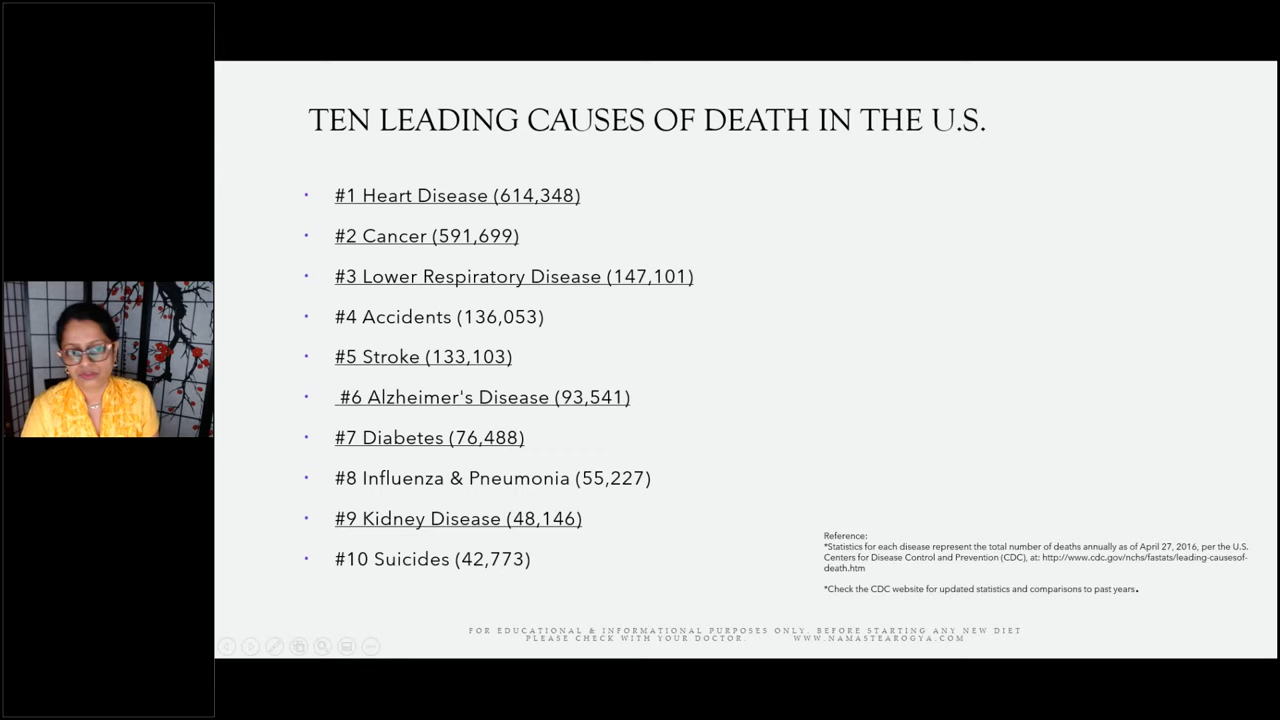 TEN LEADING CAUSES OF DEATH IN THE U.S.
#1 Heart Disease (614,348)
#2 Cancer (591,699)
#3 Lower Respiratory Disease (147,101)
#4 Accidents (136,053)
#5 Stroke (133,103)
#6 Alzheimer's Disease (93,541)
#7 Diabetes (76,488)
#8 Influenza & Pneumonia (55,227)
#9 Kidney Disease (48,146)
#10 Suicides (42,773)
Reference:
*Statistics for each disease represent the total number of deaths annually as of April 27, 2016, per the U.S.
Centers for Disease Control and Prevention (CDC), at: http://www.cdc.gov/nchs/fastats/leading-causesof-
death.htm
*Check the CDC website for updated statistics and comparisons to past years.
FOR EDUCATIONAL & INFORMATIONAL PURPOSES ONLY. BEFORE STARTING ANY NEW DIET
PLEASE CHECK WITH YOUR DOCTOR. WWW.NAMASTEAROGYA.COM